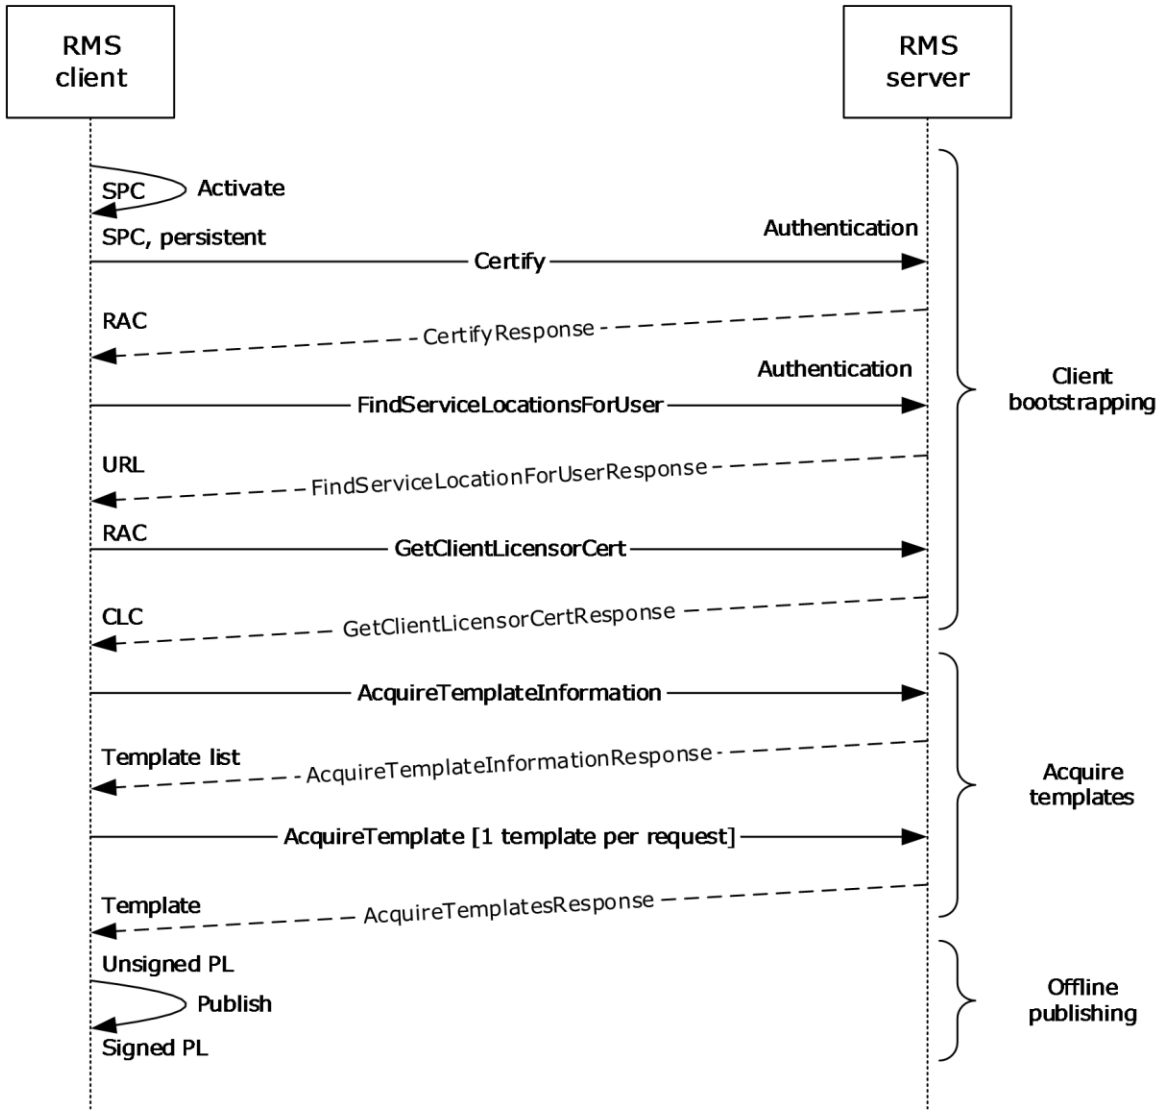 RMS
client
RMS
server
SPC
Activate
SPC, persistent
Authentication
Certify
RAC
CertifyResponse
Authentication
FindServiceLocationsForUser
Client
bootstrapping
URL
FindServiceLocationForUserResponse
RAC
GetClientLicensorCert
CLC
GetClientLicensorCertResponse
AcquireTemplateInformation
Template list
AcquireTemplateInformationResponse
Acquire
templates
AcquireTemplate [1 template per request]
Template
AcquireTemplatesResponse
Unsigned PL
Publish
Offline
publishing
Signed PL